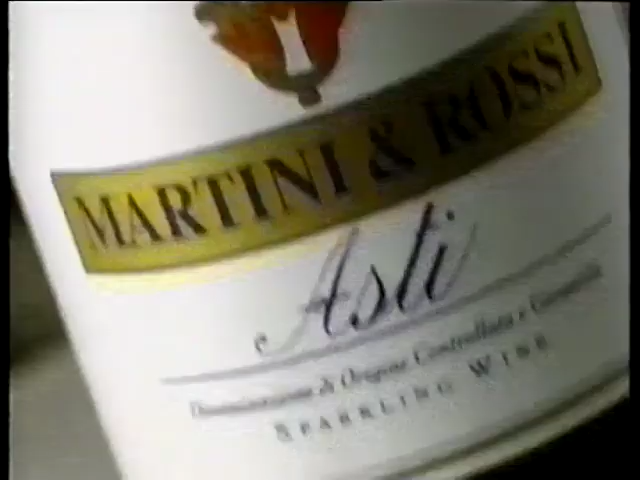 MARTINI & ROSSI
Asti
Denominazione di Origine Controllata e Garantita
SPARKLING WINE